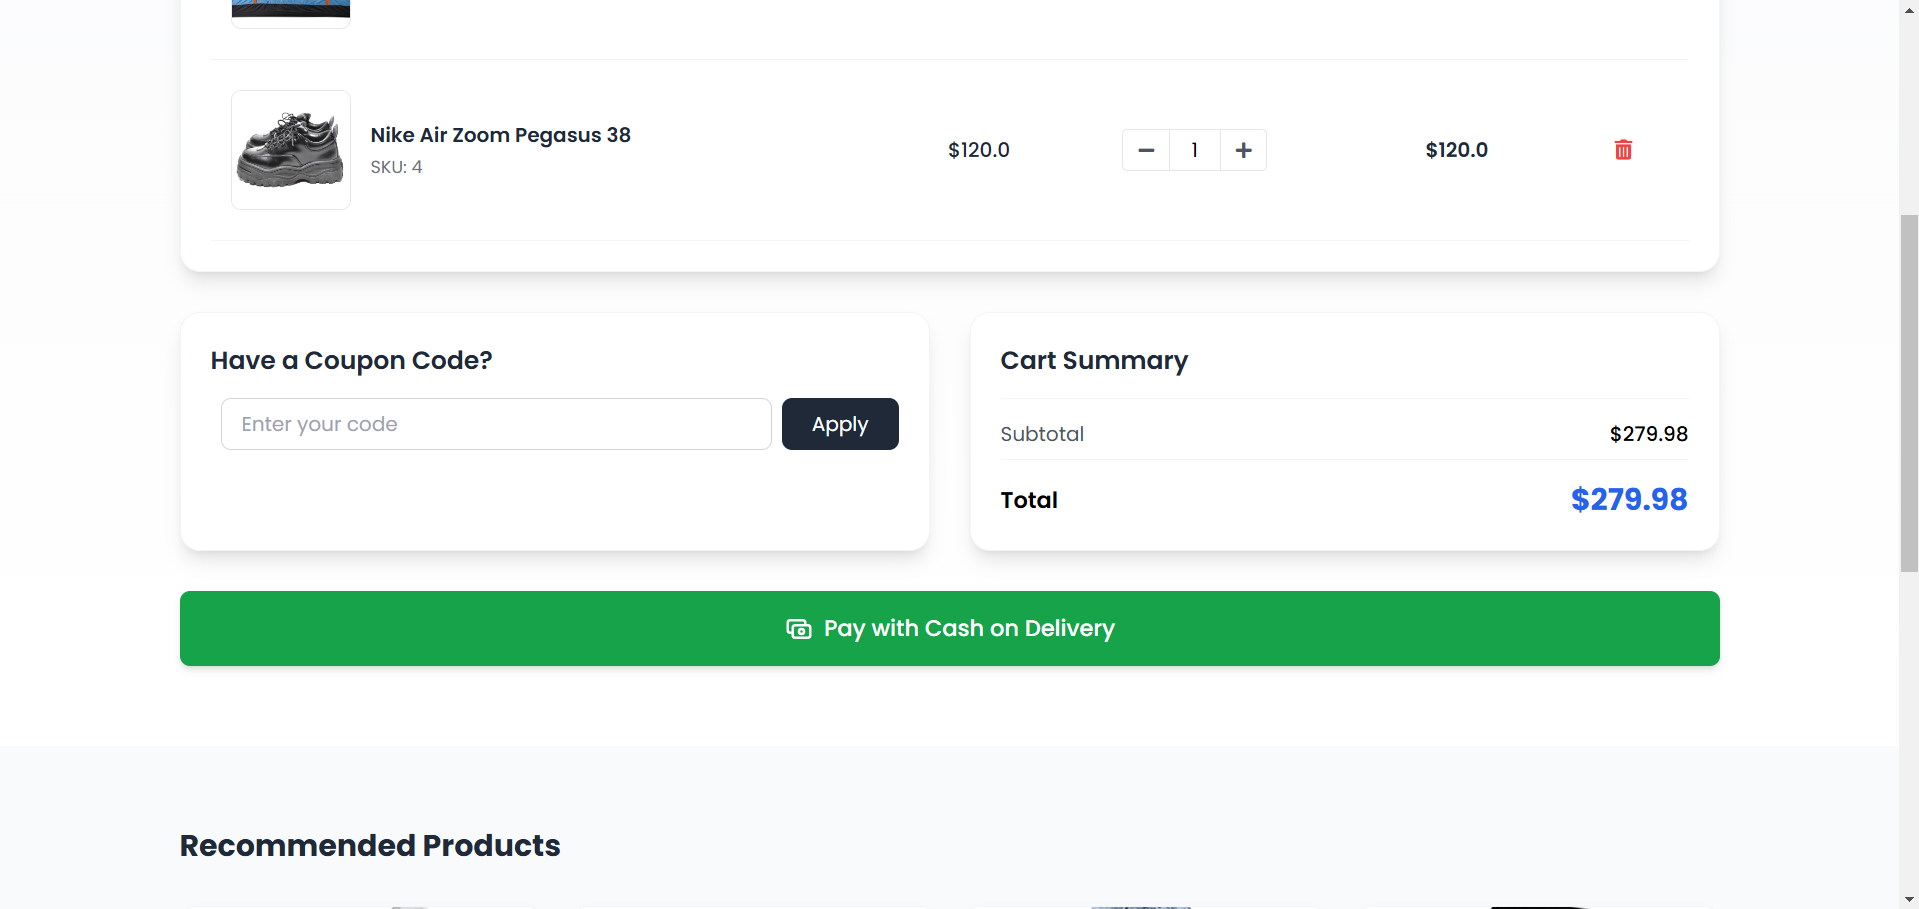 Nike Air Zoom Pegasus 38
SKU: 4
$120.0
1
$120.0
Have a Coupon Code?
Enter your code
Apply
Cart Summary
Subtotal
$279.98
Total
$279.98
Pay with Cash on Delivery
Recommended Products